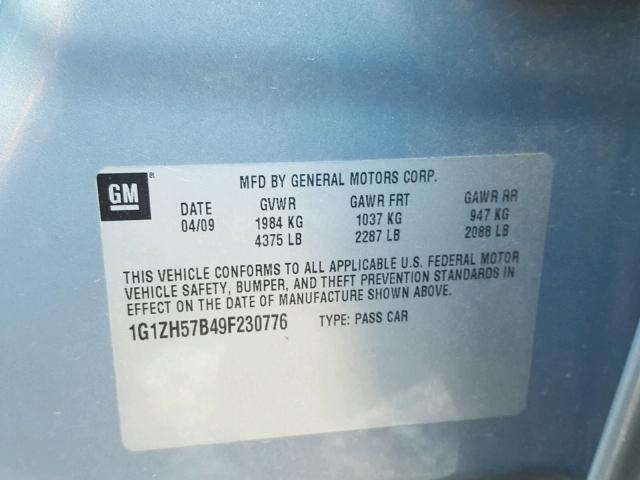 GM
®
MFD BY GENERAL MOTORS CORP.
DATE GVWR GAWR FRT GAWR RR
04/09 1984 KG 1037 KG 947 KG
4375 LB 2287 LB 2088 LB
THIS VEHICLE CONFORMS TO ALL APPLICABLE U.S. FEDERAL MOTOR
VEHICLE SAFETY, BUMPER, AND THEFT PREVENTION STANDARDS IN
EFFECT ON THE DATE OF MANUFACTURE SHOWN ABOVE.
1G1ZH57B49F230776 TYPE: PASS CAR